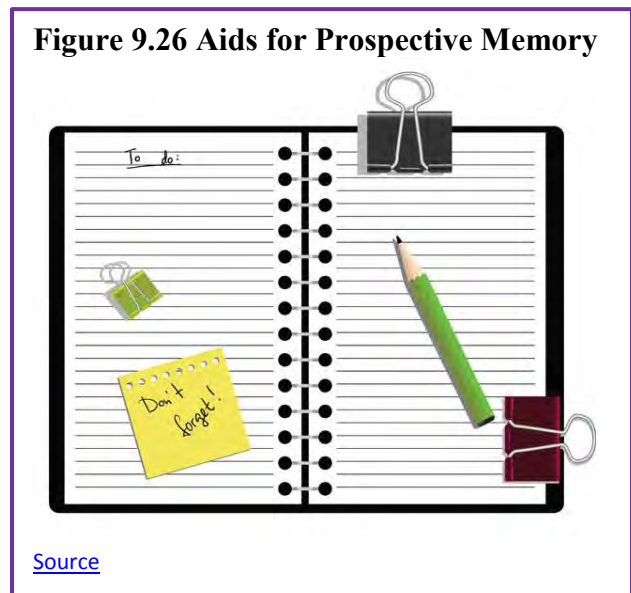 Figure 9.26 Aids for Prospective Memory
To do:
Don't
forget!
Source